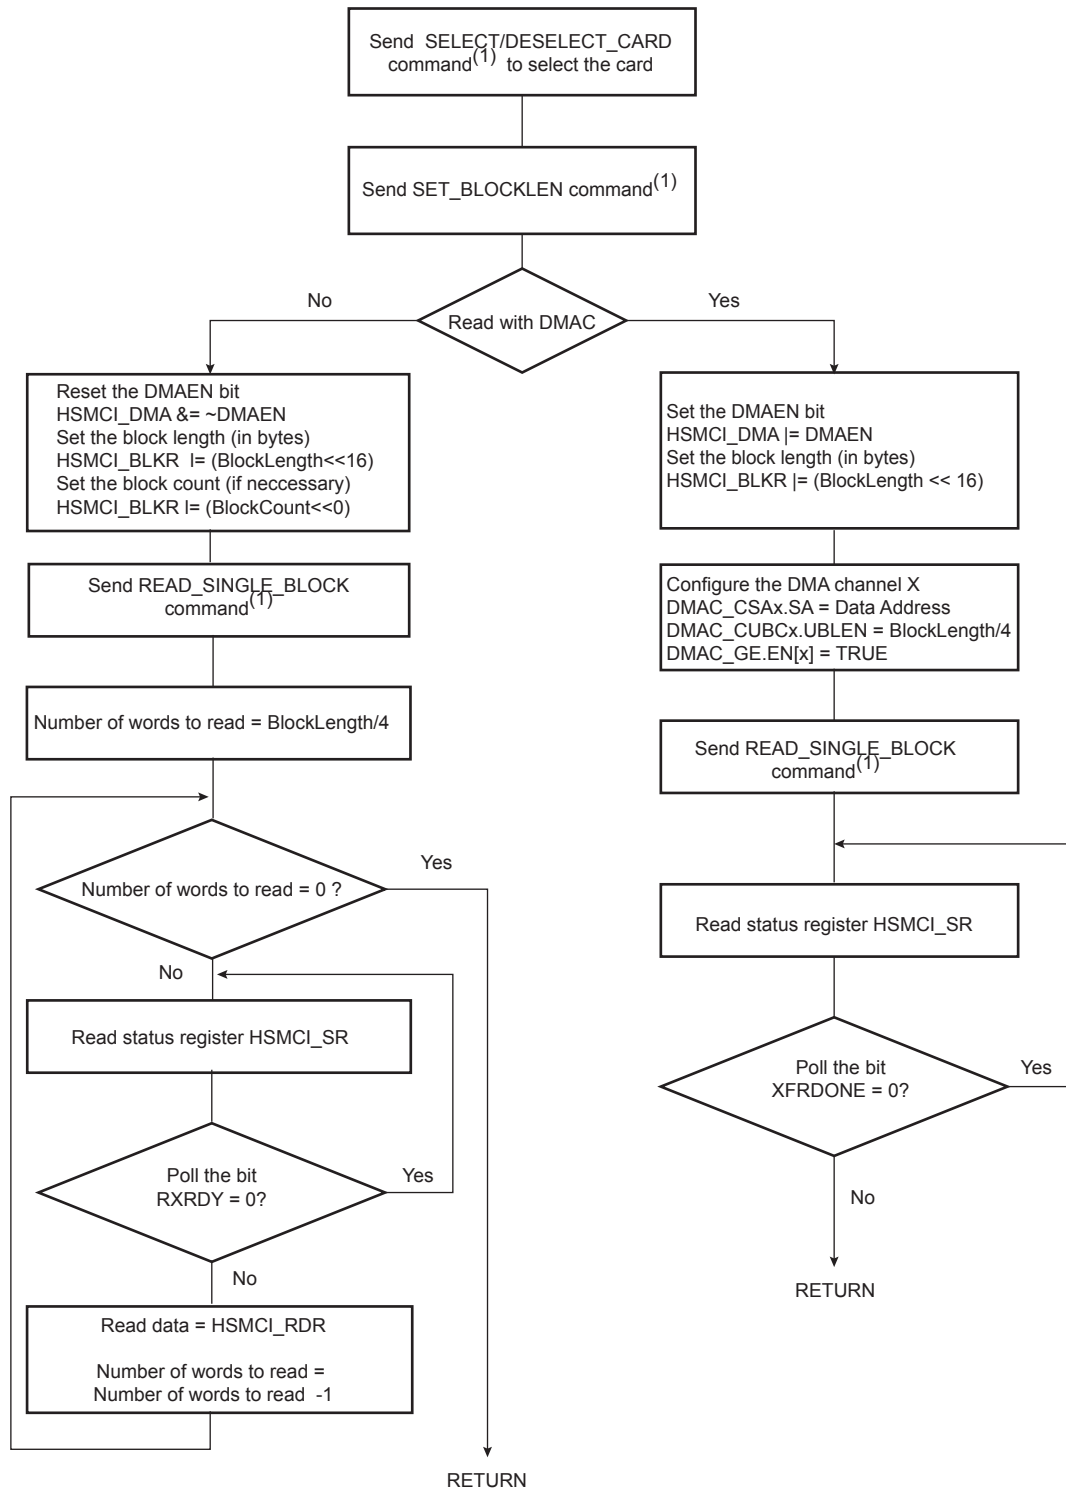 Send  SELECT/DESELECT_CARD
command(1)  to select the card
Send SET_BLOCKLEN command(1)
No
Yes
Read with DMAC
Reset the DMAEN bit
HSMCI_DMA &= ~DMAEN
Set the block length (in bytes)
HSMCI_BLKR  l= (BlockLength<<16)
Set the block count (if neccessary)
HSMCI_BLKR l= (BlockCount<<0)
Send READ_SINGLE_BLOCK
command(1)
Number of words to read = BlockLength/4
Number of words to read = 0 ?
Yes
No
Read status register HSMCI_SR
Poll the bit
RXRDY = 0?
Yes
No
Read data = HSMCI_RDR
Number of words to read =
Number of words to read  -1
RETURN
Set the DMAEN bit
HSMCI_DMA |= DMAEN
Set the block length (in bytes)
HSMCI_BLKR |= (BlockLength << 16)
Configure the DMA channel X
DMAC_CSAx.SA = Data Address
DMAC_CUBCx.UBLEN = BlockLength/4
DMAC_GE.EN[x] = TRUE
Send READ_SINGLE_BLOCK
command(1)
Read status register HSMCI_SR
Poll the bit
XFRDONE = 0?
Yes
No
RETURN